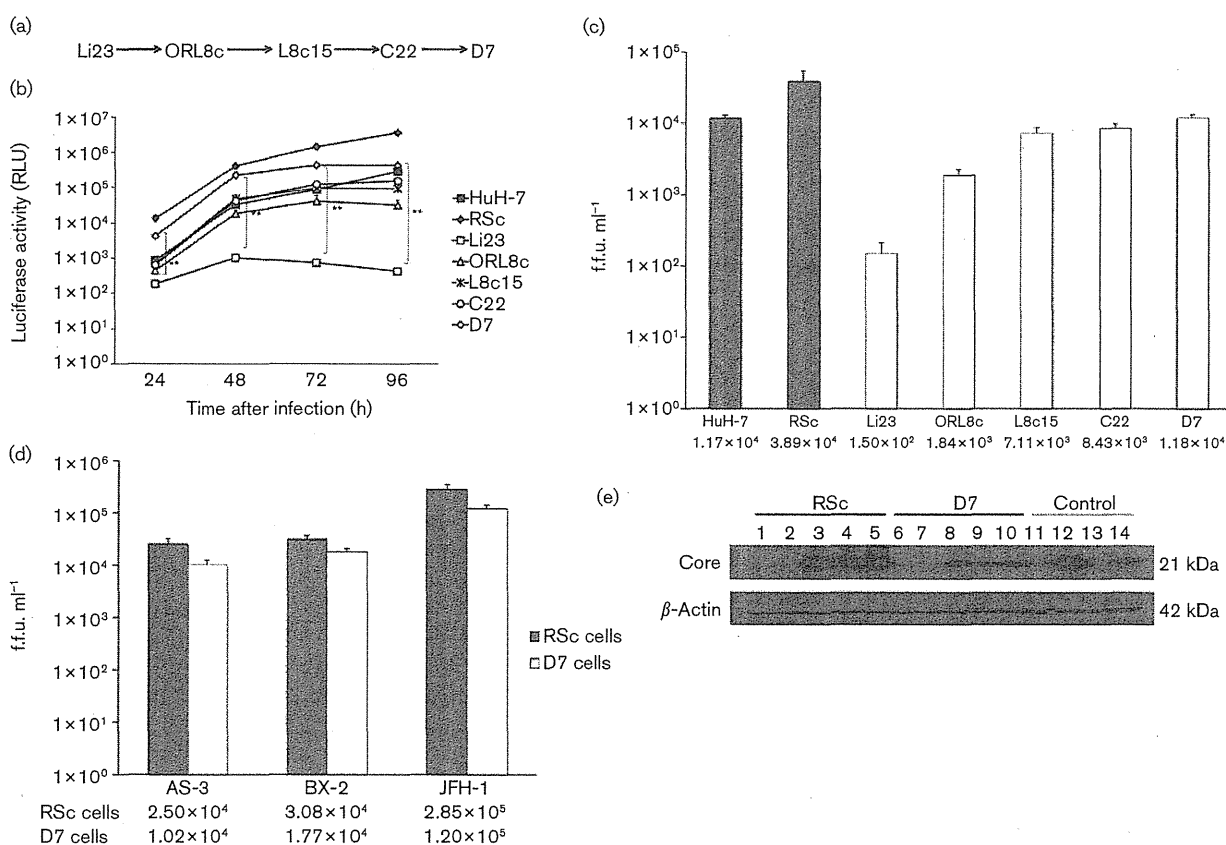 (a)
Li23 ORL8c L8c15 C22 D7
(b)
Luciferase activity (RLU)
1×10⁷
1×10⁶
1×10⁵
1×10⁴
1×10³
1×10²
1×10¹
1×10⁰
24 48 72 96
Time after infection (h)
**
**
**
**
HuH-7
RSc
Li23
ORL8c
L8c15
C22
D7
(c)
f.f.u. ml⁻¹
1×10⁵
1×10⁴
1×10³
1×10²
1×10¹
1×10⁰
HuH-7 RSc Li23 ORL8c L8c15 C22 D7
1.17×10⁴ 3.89×10⁴ 1.50×10² 1.84×10³ 7.11×10³ 8.43×10³ 1.18×10⁴
(d)
f.f.u. ml⁻¹
1×10⁶
1×10⁵
1×10⁴
1×10³
1×10²
1×10¹
1×10⁰
AS-3 BX-2 JFH-1
RSc cells 2.50×10⁴ 3.08×10⁴ 2.85×10⁵
D7 cells 1.02×10⁴ 1.77×10⁴ 1.20×10⁵
RSc cells
D7 cells
(e)
RSc D7 Control
1 2 3 4 5 6 7 8 9 10 11 12 13 14
Core 21 kDa
β-Actin 42 kDa